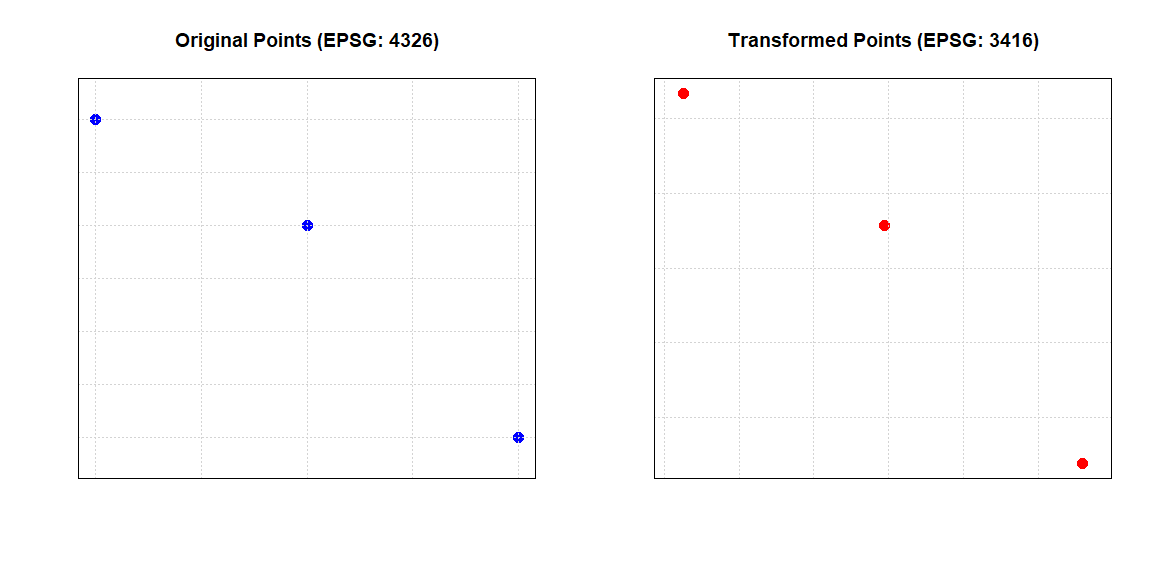 Original Points (EPSG: 4326)
Transformed Points (EPSG: 3416)